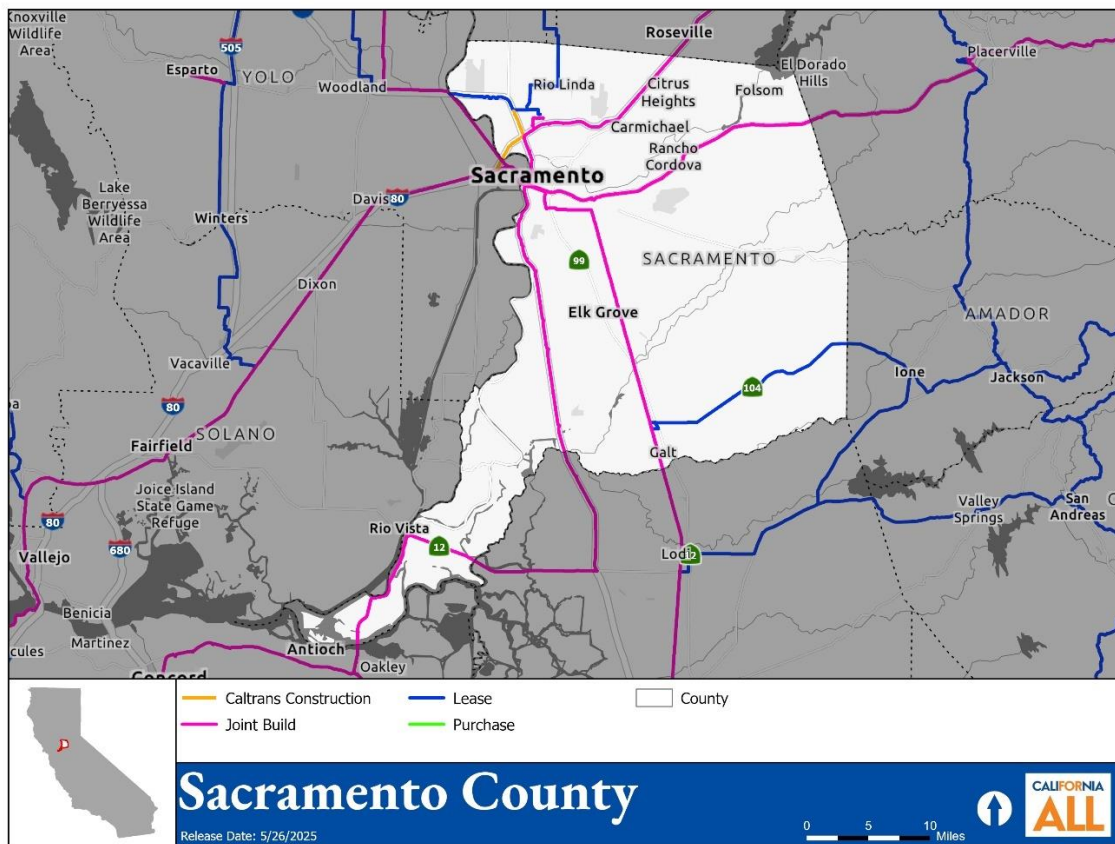 Knoxville
Wildlife
Area
505
Esparto
YOLO
Woodland
Rio Linda
Roseville
Citrus
Heights
El Dorado
Hills
Folsom
Placerville
Carmichael
Rancho
Cordova
Sacramento
Lake
Berryessa
Wildlife
Area
Davis
80
Winters
SACRAMENTO
99
Dixon
Elk Grove
AMADOR
Vacaville
80
Ione
Jackson
104
Fairfield
SOLANO
Galt
Joice Island
State Game
Refuge
Valley
Springs
San
Andreas
80
680
Vallejo
Rio Vista
12
Lodi
Benicia
Martinez
Antioch
Oakley
cules
Concord
Caltrans Construction
Lease
County
Joint Build
Purchase
Sacramento County
Release Date: 5/26/2025
0 5 10
Miles
CALIFORNIA
ALL